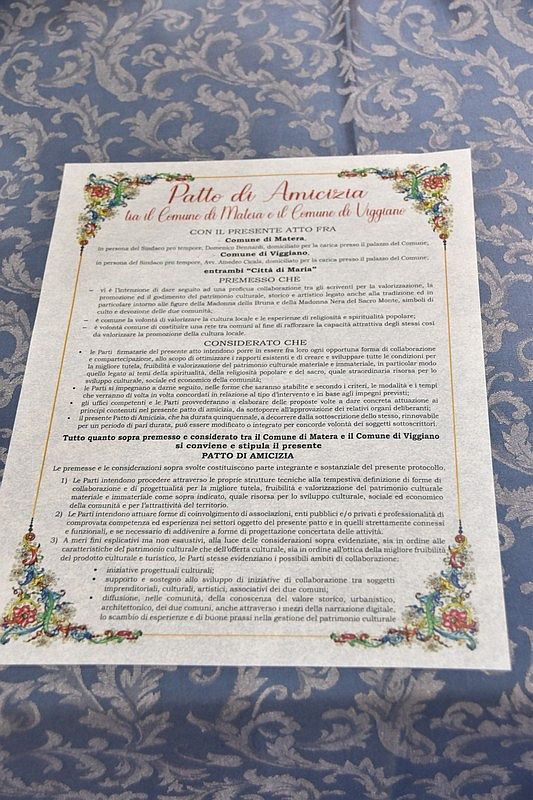 Patto di Amicizia
tra il Comune di Matera e il Comune di Viggiano
CON IL PRESENTE ATTO FRA
Comune di Matera,
in persona del Sindaco pro tempore, Domenico Bennardi, domiciliato per la carica presso il palazzo del Comune,
Comune di Viggiano,
in persona del Sindaco pro tempore, Avv. Amedeo Cicala, domiciliato per la carica presso il palazzo del Comune,
entrambi “Città di Maria”
PREMESSO CHE
– vi è l'intenzione di dare seguito ad una proficua collaborazione tra gli scriventi per la valorizzazione, la
promozione ed il godimento del patrimonio culturale, storico e artistico legato anche alla tradizione ed in
particolar intorno alle figure della Madonna della Bruna e della Madonna Nera del Sacro Monte, simboli di
culto e devozione delle due comunità,
– è comune la volontà di valorizzare la cultura locale e le esperienze di religiosità e spiritualità popolare;
– è volontà comune di costituire una rete tra comuni al fine di rafforzare la capacità attrattiva degli stessi così
da valorizzare la promozione della cultura locale.
CONSIDERATO CHE
• le Parti firmatarie del presente atto intendono porre in essere fra loro ogni opportuna forma di collaborazione
e compartecipazione, allo scopo di ottimizzare i rapporti esistenti e di creare e sviluppare tutte le condizioni per
la migliore tutela, fruibilità e valorizzazione del patrimonio culturale materiale e immateriale, in particolar modo
quello legato ai temi della spiritualità, della religiosità popolare e del sacro, quale straordinaria risorsa per lo
sviluppo culturale, sociale ed economico della comunità;
• le Parti si impegnano a darne seguito, nelle forme che saranno stabilite e secondo i criteri, le modalità e i tempi
che verranno di volta in volta concordati in relazione al tipo d'intervento e in base agli impegni previsti;
• gli uffici competenti e le Parti provvederanno a elaborare delle proposte volte a dare concreta attuazione ai
principi contenuti nel presente patto di amicizia, da sottoporre all'approvazione dei relativi organi deliberanti;
il presente Patto di Amicizia, che ha durata quinquennale, a decorrere dalla sottoscrizione dello stesso, rinnovabile
per un periodo di pari durata, può essere modificato o integrato per concorde volontà dei soggetti sottoscrittori.
Tutto quanto sopra premesso e considerato tra il Comune di Matera e il Comune di Viggiano
si conviene e stipula il presente
PATTO DI AMICIZIA
Le premesse e le considerazioni sopra svolte costituiscono parte integrante e sostanziale del presente protocollo.
1) Le Parti intendono procedere attraverso le proprie strutture tecniche alla tempestiva definizione di forme di
collaborazione e di progettualità per la migliore tutela, fruibilità e valorizzazione del patrimonio culturale
materiale e immateriale come sopra indicato, quale risorsa per lo sviluppo culturale, sociale ed economico
della comunità e per l'attrattività del territorio.
2) Le Parti intendono attuare forme di coinvolgimento di associazioni, enti pubblici e/o privati e professionalità di
comprovata competenza ed esperienza nei settori oggetto del presente patto e in quelli strettamente connessi
e funzionali, e se necessario di addivenire a forme di progettazione concertata delle attività.
3) A meri fini esplicativi ma non esaustivi, alla luce delle considerazioni sopra evidenziate, sia in ordine alle
caratteristiche del patrimonio culturale che dell'offerta culturale, sia in ordine all'ottica della migliore fruibilità
del prodotto culturale e turistico, le Parti stesse evidenziano i possibili ambiti di collaborazione:
• iniziative progettuali culturali;
• supporto e sostegno allo sviluppo di iniziative di collaborazione tra soggetti
imprenditoriali, culturali, artistici, associativi dei due comuni,
• diffusione, nelle comunità, della conoscenza del valore storico, urbanistico,
architettonico, dei due comuni, anche attraverso i mezzi della narrazione digitale,
lo scambio di esperienze e di buone prassi nella gestione del patrimonio culturale